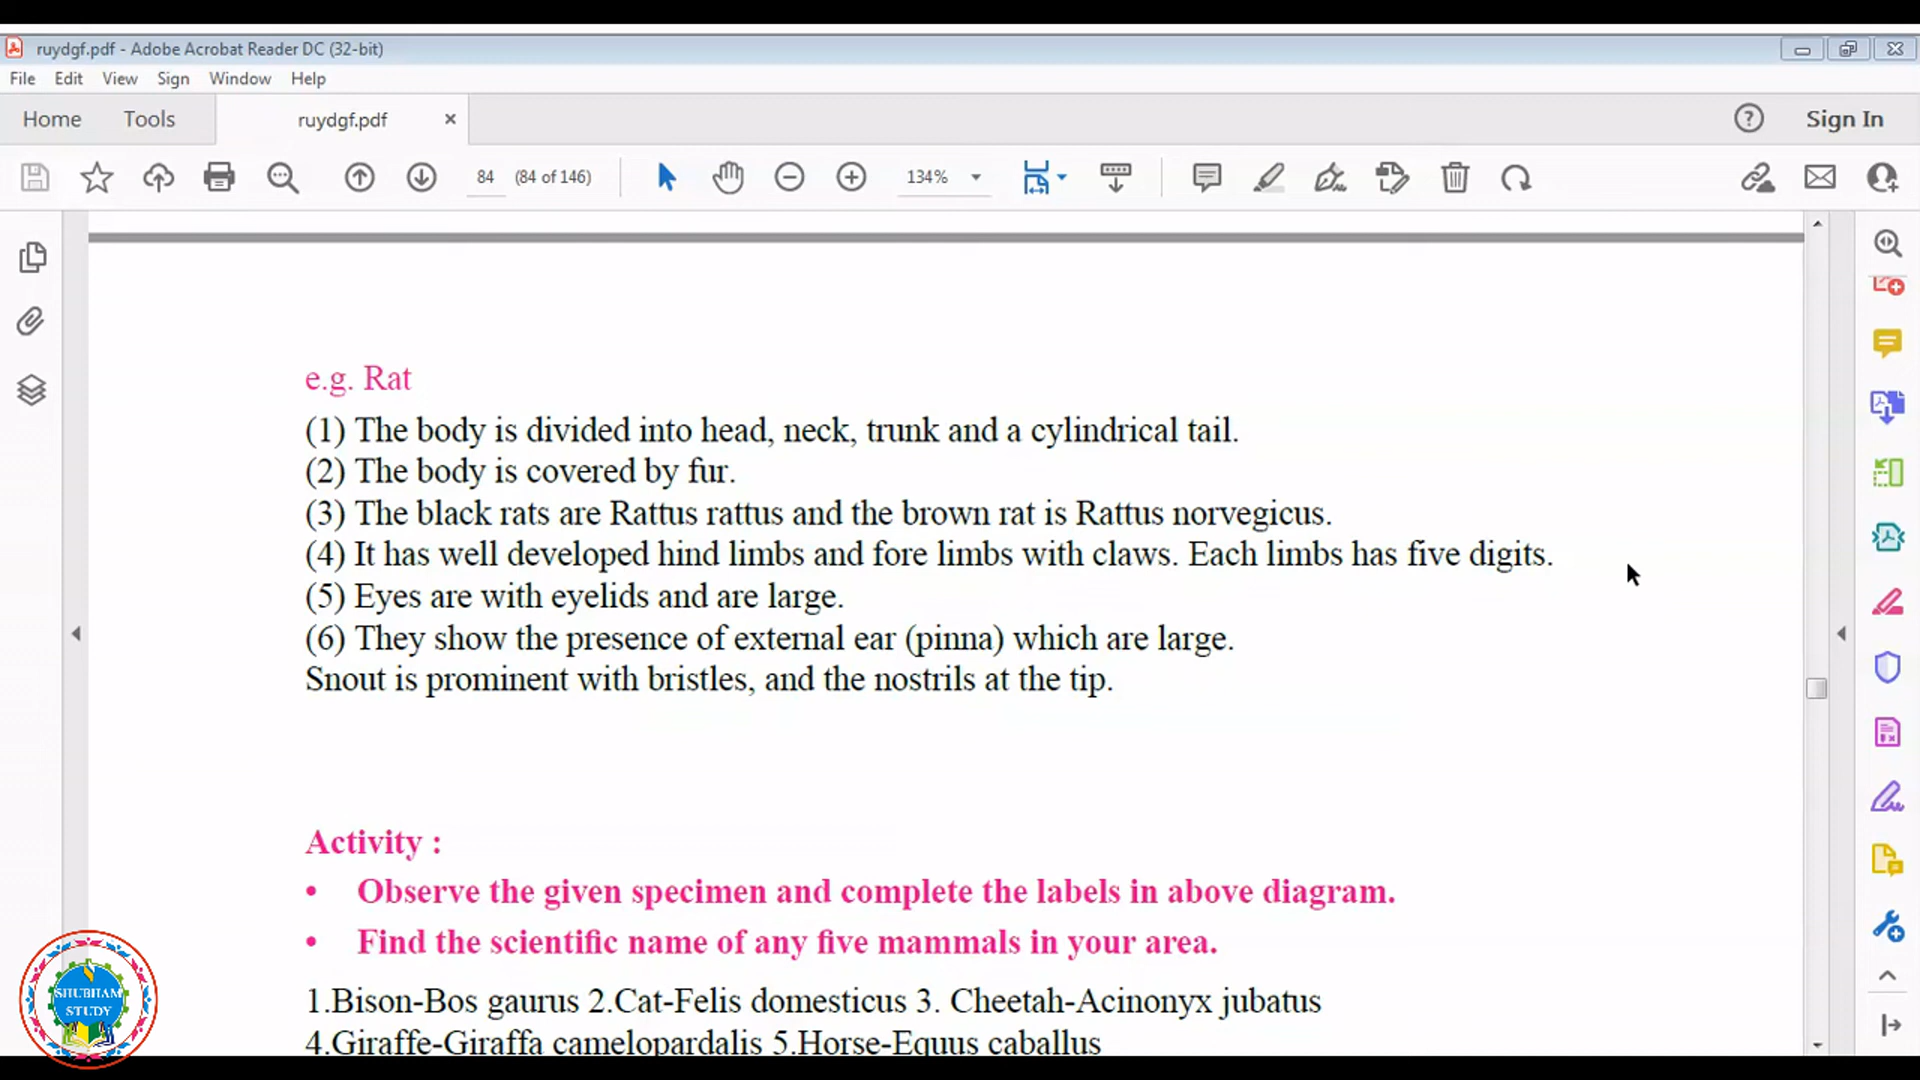 ruydgf.pdf - Adobe Acrobat Reader DC (32-bit)
File Edit View Sign Window Help
Home Tools ruydgf.pdf Sign In
84 (84 of 146) 134%
e.g. Rat
(1) The body is divided into head, neck, trunk and a cylindrical tail.
(2) The body is covered by fur.
(3) The black rats are Rattus rattus and the brown rat is Rattus norvegicus.
(4) It has well developed hind limbs and fore limbs with claws. Each limbs has five digits.
(5) Eyes are with eyelids and are large.
(6) They show the presence of external ear (pinna) which are large.
Snout is prominent with bristles, and the nostrils at the tip.
Activity :
• Observe the given specimen and complete the labels in above diagram.
• Find the scientific name of any five mammals in your area.
1.Bison-Bos gaurus 2.Cat-Felis domesticus 3. Cheetah-Acinonyx jubatus
4.Giraffe-Giraffa camelopardalis 5.Horse-Equus caballus
SHUBHAM
STUDY